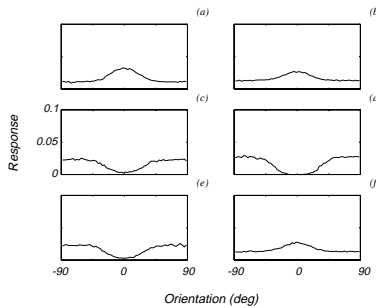 (a)
(b
(c)
0.1
0.05
0
Response
(e)
(f
-90 0 90
-90 0 90
Orientation (deg)